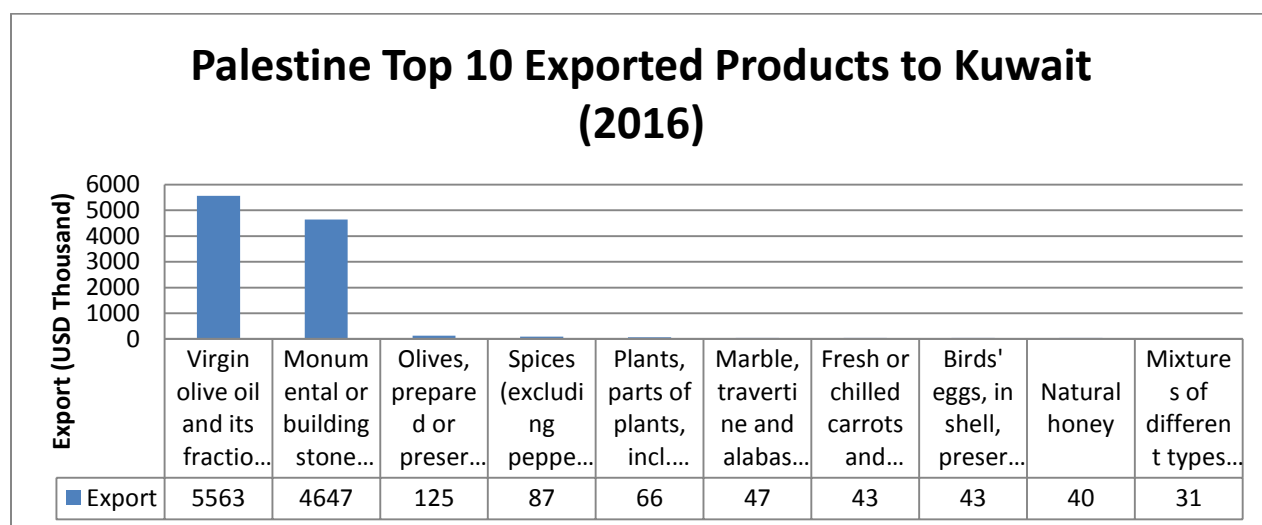 Palestine Top 10 Exported Products to Kuwait
(2016)
Export (USD Thousand)
6000
5000
4000
3000
2000
1000
0
Virgin
olive oil
and its
fractio...
Monum
ental or
building
stone...
Olives,
prepare
d or
preser...
Spices
(excludi
ng
peppe...
Plants,
parts of
plants,
incl....
Marble,
traverti
ne and
alabas...
Fresh or
chilled
carrots
and...
Birds'
eggs, in
shell,
preser...
Natural
honey
Mixture
s of
differen
t types...
Export 5563 4647 125 87 66 47 43 43 40 31